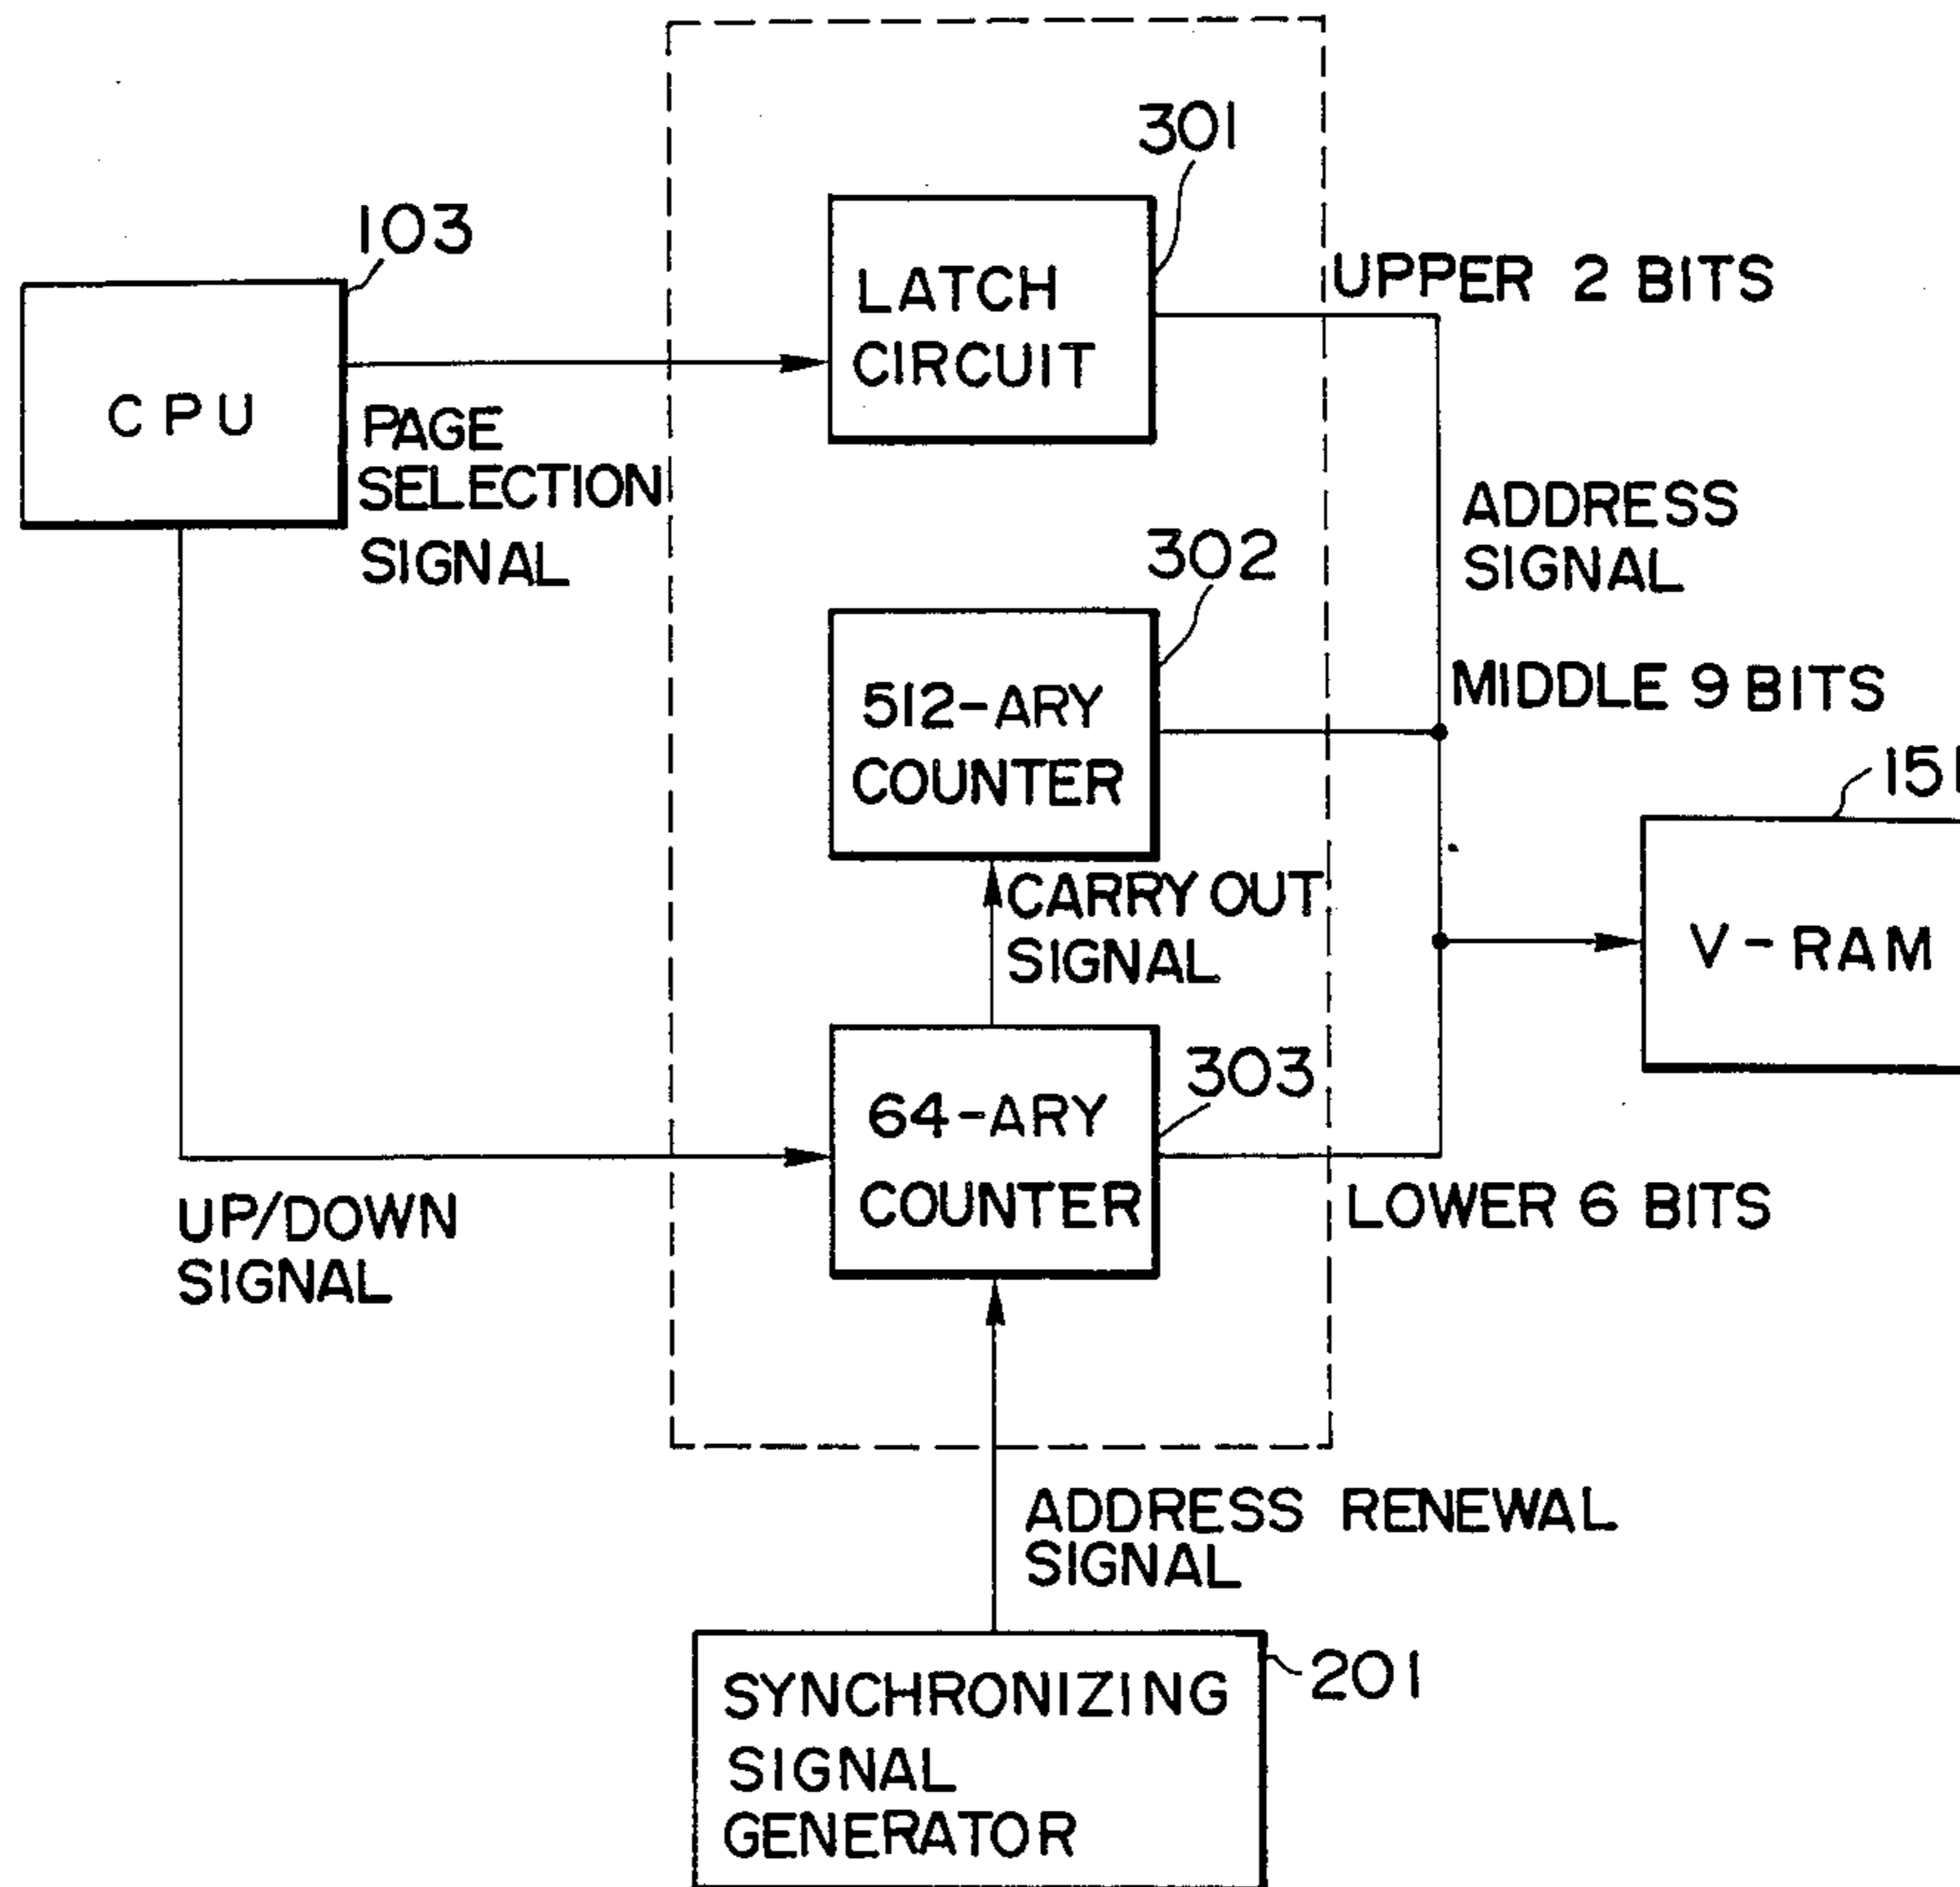 103
CPU
PAGE
SELECTION
SIGNAL
301
LATCH
CIRCUIT
UPPER 2 BITS
ADDRESS
SIGNAL
302
512-ARY
COUNTER
MIDDLE 9 BITS
151
V-RAM
CARRY OUT
SIGNAL
303
64-ARY
COUNTER
LOWER 6 BITS
UP/DOWN
SIGNAL
ADDRESS RENEWAL
SIGNAL
201
SYNCHRONIZING
SIGNAL
GENERATOR